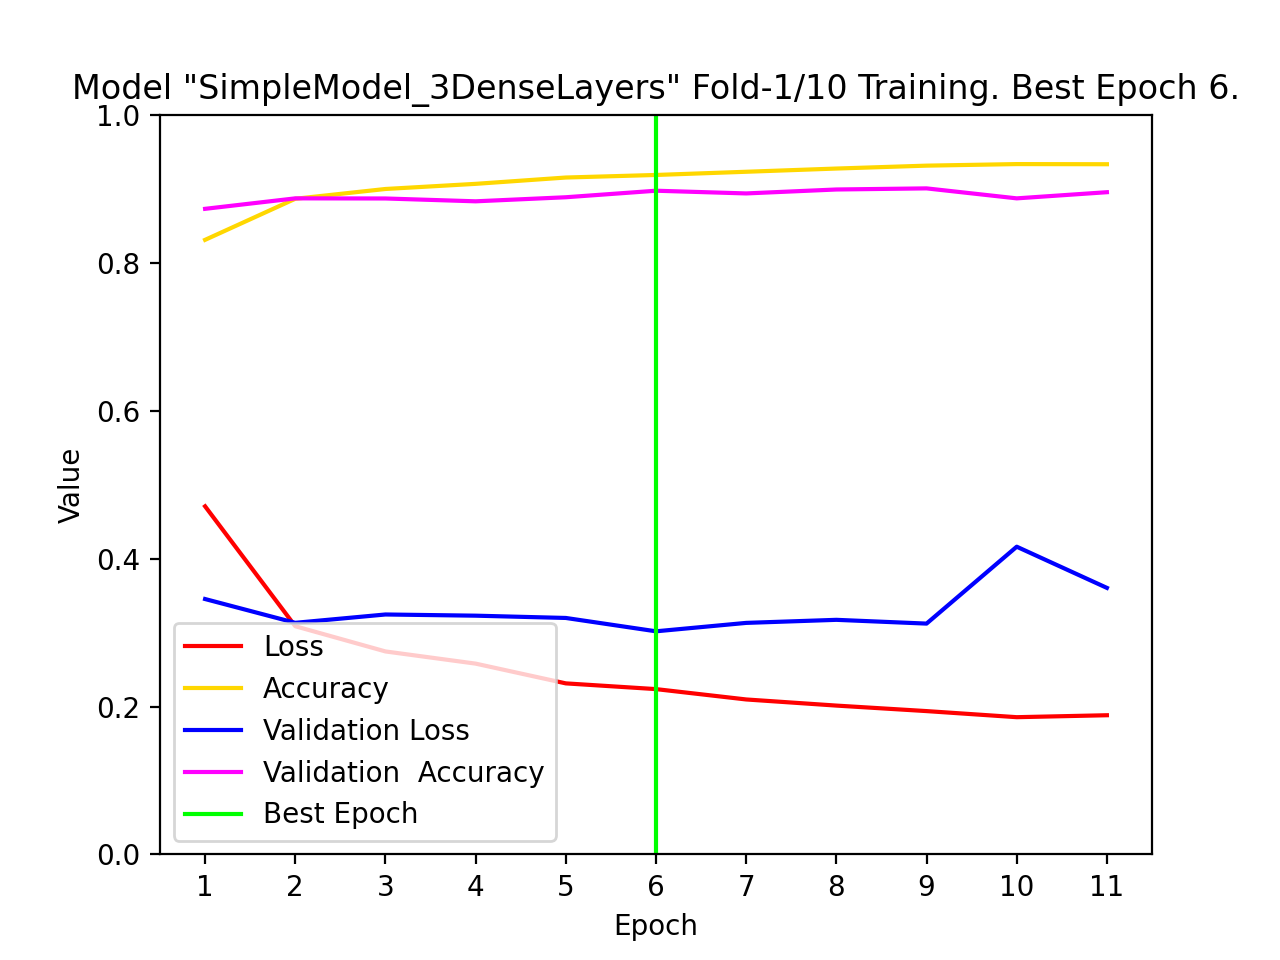 Model "SimpleModel_3DenseLayers" Fold-1/10 Training. Best Epoch 6.
1.0
0.8
0.6
0.4
0.2
0.0
Value
Loss
Accuracy
Validation Loss
Validation  Accuracy
Best Epoch
1 2 3 4 5 6 7 8 9 10 11
Epoch